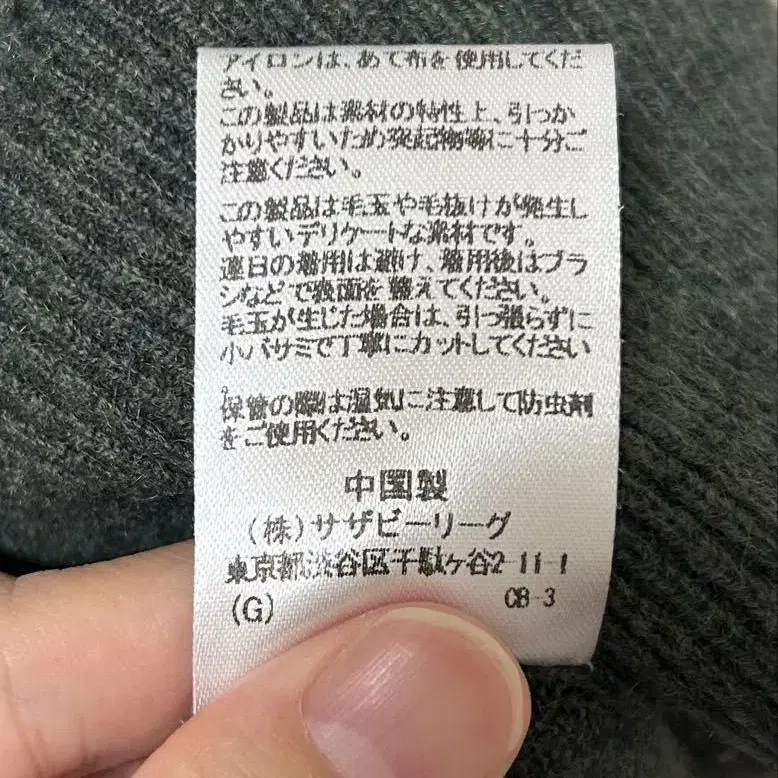 アイロンは、あて布を使用してくだ
さい。
この製品は素材の特性上、引っか
かりやすいため突起物等に十分ご
注意ください。
この製品は毛玉や毛抜けが発生し
やすいデリケートな素材です。
連日の着用は避け、着用後はブラ
シなどで表面を整えてください。
毛玉が生じた場合は、引っ張らずに
小バサミで丁寧にカットしてください
。
保管の際は湿気に注意して防虫剤
をご使用ください。
中国製
(株)サザビーリーグ
東京都渋谷区千駄ヶ谷2-11-1
(G) CB-3